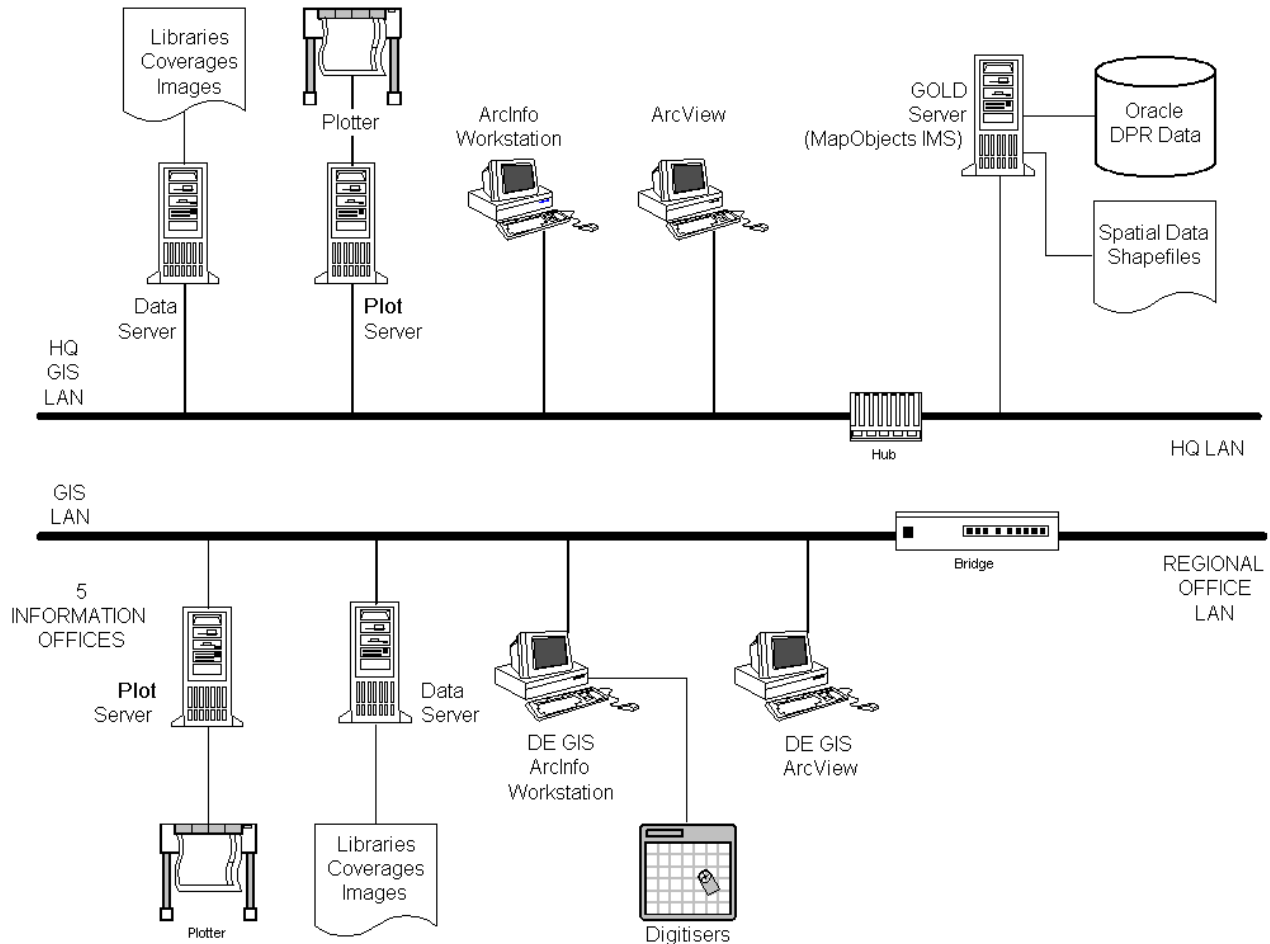 Libraries
Coverages
Images
Plotter
ArcInfo
Workstation
ArcView
GOLD
Server
(MapObjects IMS)
Oracle
DPR Data
Spatial Data
Shapefiles
Data
Server
Plot
Server
HQ
GIS
LAN
Hub
HQ LAN
GIS
LAN
Bridge
REGIONAL
OFFICE
LAN
5
INFORMATION
OFFICES
Plot
Server
Data
Server
DE GIS
ArcInfo
Workstation
DE GIS
ArcView
Plotter
Libraries
Coverages
Images
Digitisers